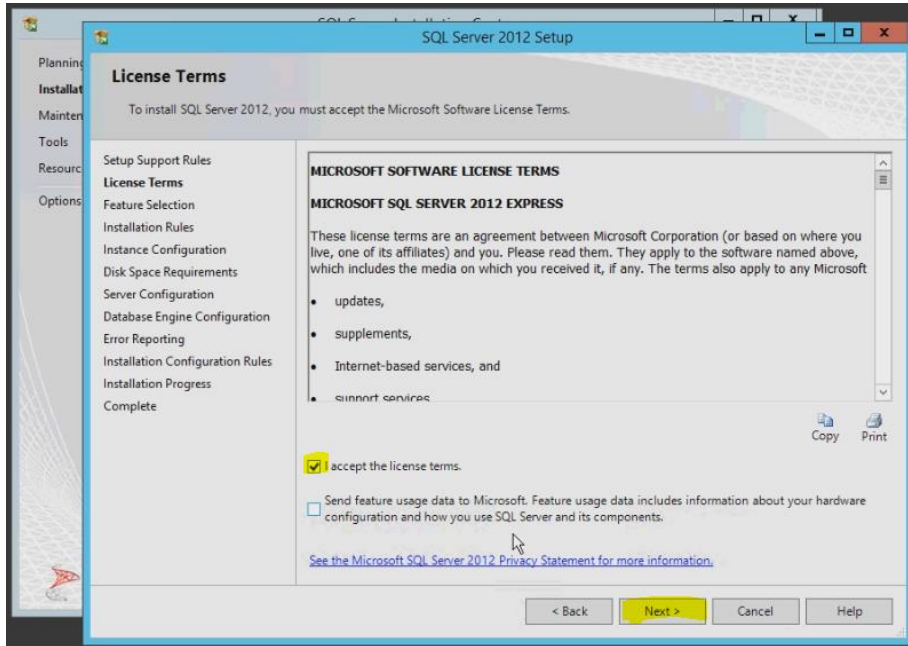 SQL Server 2012 Setup
Planning
Installat
Mainten
Tools
Resourc
Options
License Terms
To install SQL Server 2012, you must accept the Microsoft Software License Terms.
Setup Support Rules
License Terms
Feature Selection
Installation Rules
Instance Configuration
Disk Space Requirements
Server Configuration
Database Engine Configuration
Error Reporting
Installation Configuration Rules
Installation Progress
Complete
MICROSOFT SOFTWARE LICENSE TERMS
MICROSOFT SQL SERVER 2012 EXPRESS
These license terms are an agreement between Microsoft Corporation (or based on where you
live, one of its affiliates) and you. Please read them. They apply to the software named above,
which includes the media on which you received it, if any. The terms also apply to any Microsoft
• updates,
• supplements,
• Internet-based services, and
• support services
Copy Print
I accept the license terms.
Send feature usage data to Microsoft. Feature usage data includes information about your hardware
configuration and how you use SQL Server and its components.
See the Microsoft SQL Server 2012 Privacy Statement for more information.
< Back Next > Cancel Help